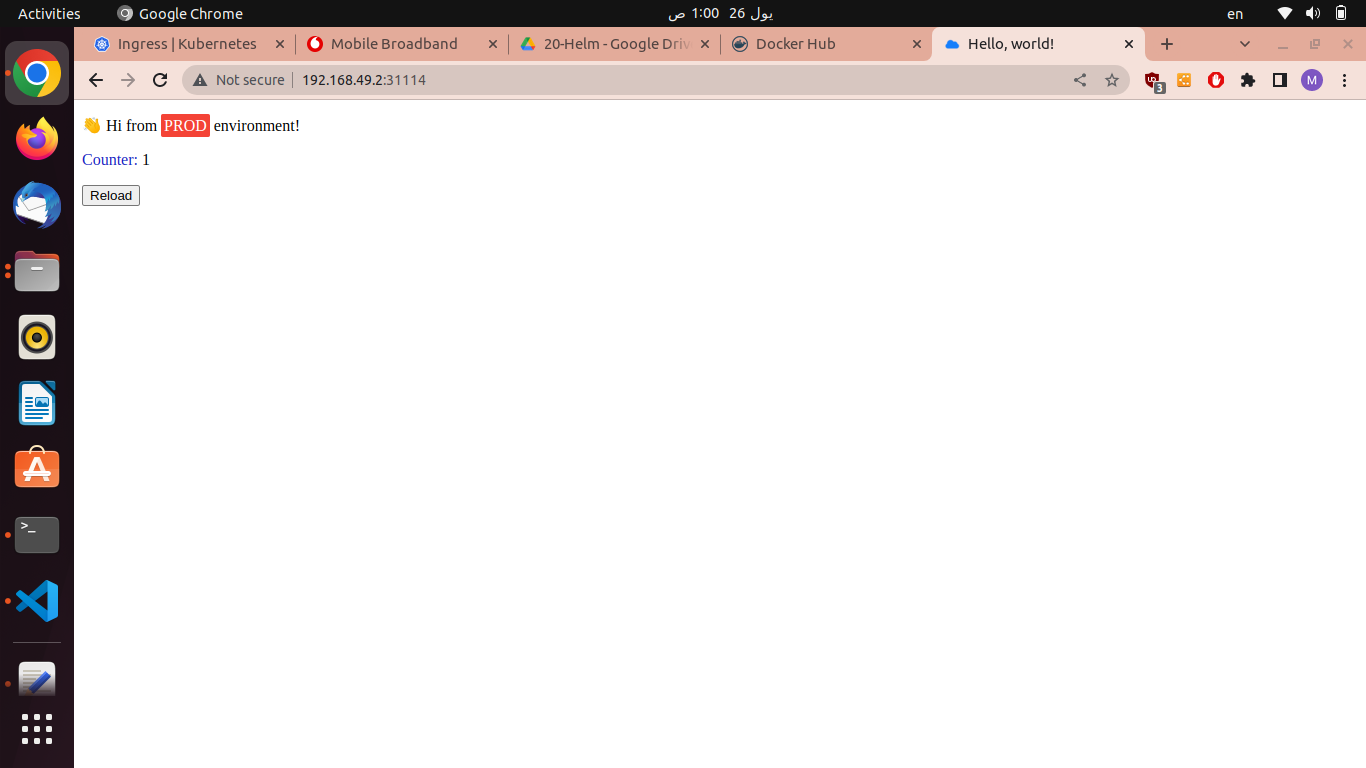 Activities
Google Chrome
يول 26  1:00 ص
en
Ingress | Kubernetes
Mobile Broadband
20-Helm - Google Driv
Docker Hub
Hello, world!
Not secure
192.168.49.2:31114
3
M
👋 Hi from PROD environment!
Counter: 1
Reload